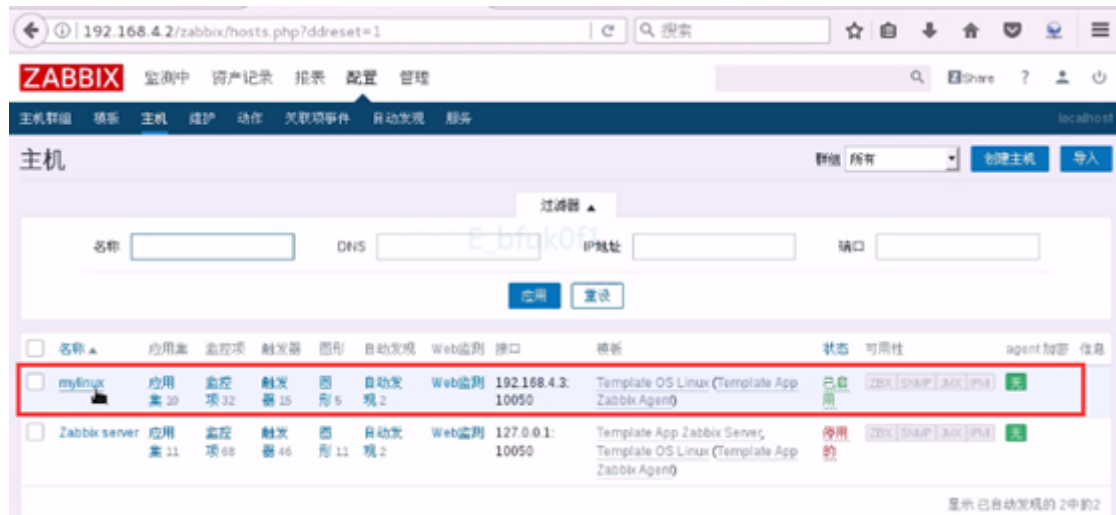 192.168.4.2/zabbix/hosts.php?ddreset=1 搜索
ZABBIX 监测中 资产记录 报表 配置 管理 Share ?
主机群组 模板 主机 维护 动作 关联项事件 自动发现 服务 localhost
主机 群组 所有 创建主机 导入
过滤器 ▲
名称 DNS IP地址 端口
E_bfuk0f1
应用 重设
名称▲ 应用集 监控项 触发器 图形 自动发现 Web监测 接口 模板 状态 可用性 agent 加密 信息
mylinux 应用 监控 触发 图 自动发 Web监测 192.168.4.3: Template OS Linux (Template App 已启 ZBX SNMP JMX IPMI 无
集 10 项 32 器 15 形 5 现 2 10050 Zabbix Agent) 用
Zabbix server 应用 监控 触发 图 自动发 Web监测 127.0.0.1: Template App Zabbix Server, 停用 ZBX SNMP JMX IPMI 无
集 11 项 68 器 46 形 11 现 2 10050 Template OS Linux (Template App 的
Zabbix Agent)
显示 已自动发现的 2中的2